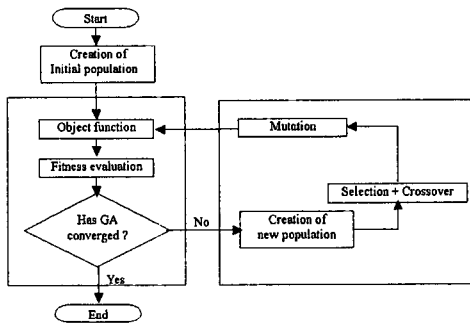 Start
Creation of
Initial population
Object function
Fitness evaluation
Has GA
converged ?
Yes
End
No
Creation of
new population
Selection + Crossover
Mutation